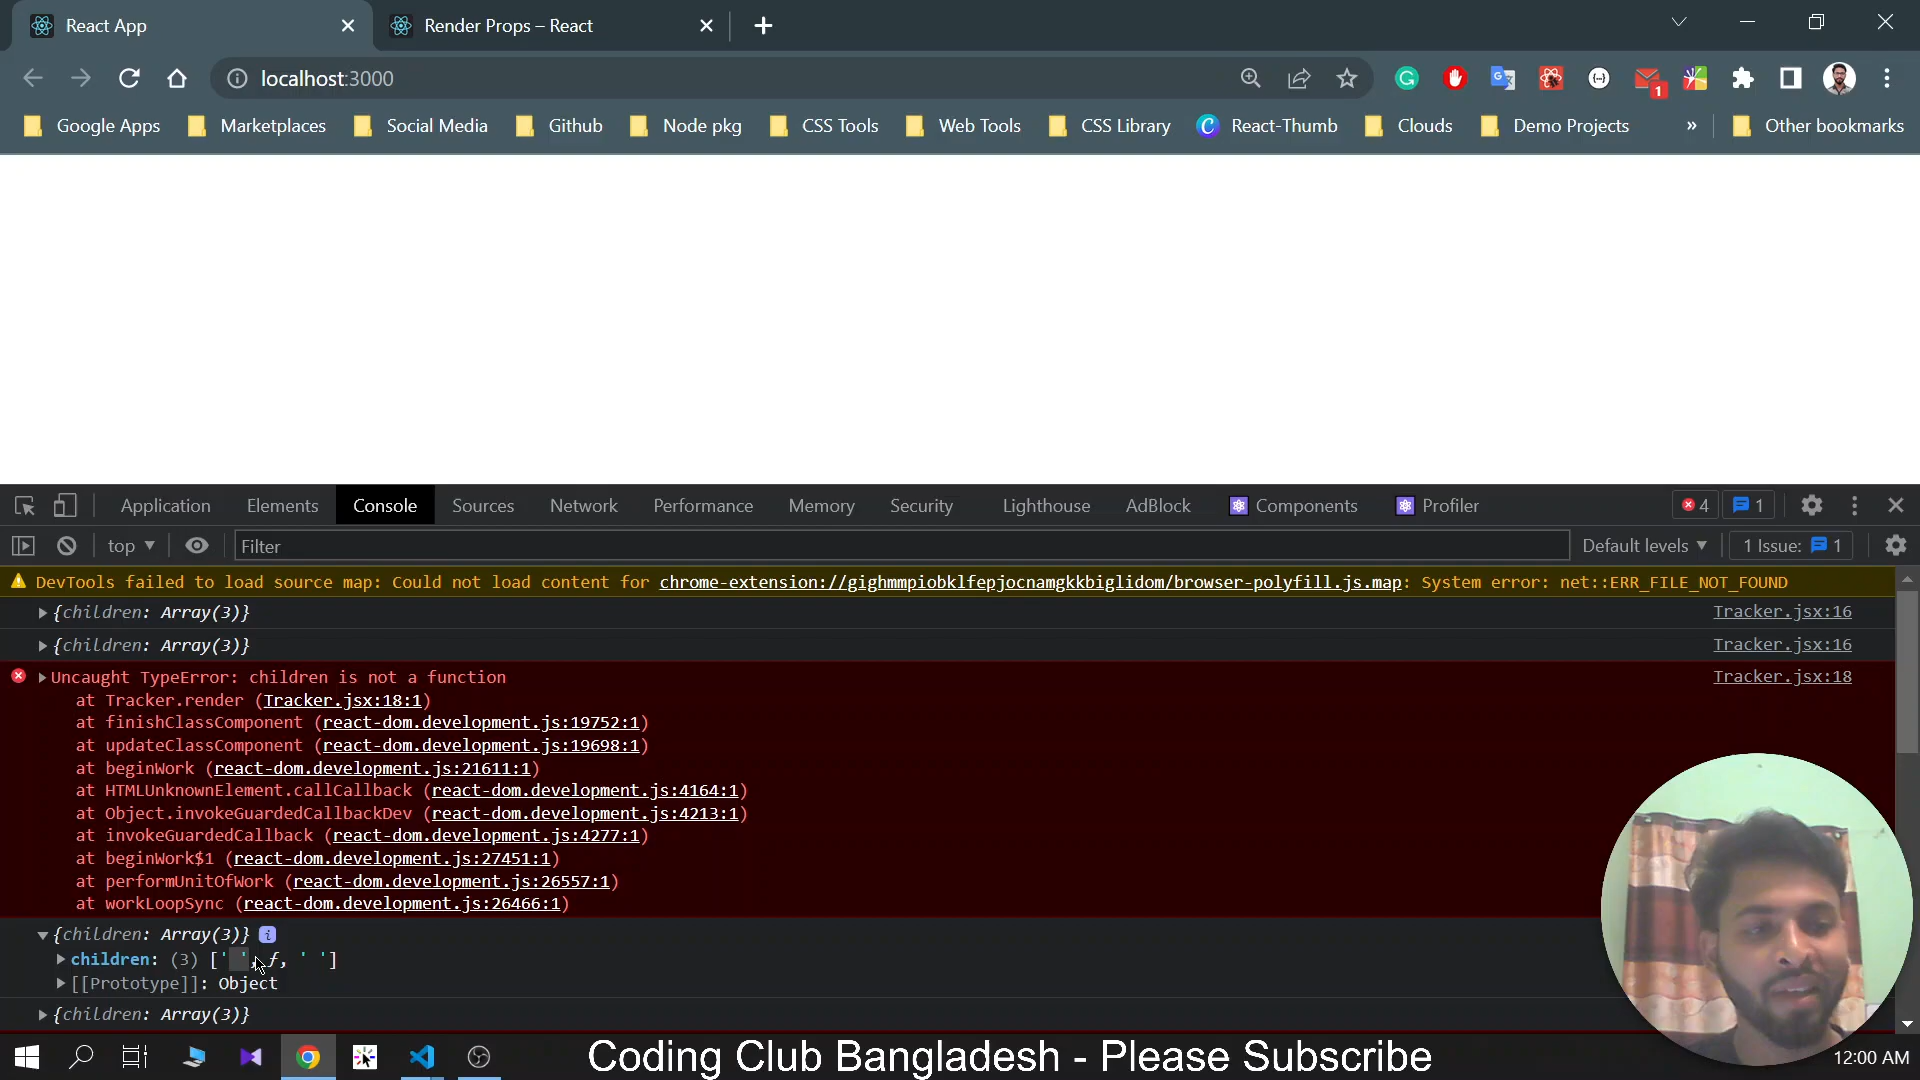 React App
Render Props – React
localhost:3000
1
Google Apps
Marketplaces
Social Media
Github
Node pkg
CSS Tools
Web Tools
CSS Library
React-Thumb
Clouds
Demo Projects
»
Other bookmarks
Application
Elements
Console
Sources
Network
Performance
Memory
Security
Lighthouse
AdBlock
Components
Profiler
4
1
top
Filter
Default levels
1 Issue: 1
DevTools failed to load source map: Could not load content for chrome-extension://gighmmpiobklfepjocnamgkkbiglidom/browser-polyfill.js.map: System error: net::ERR_FILE_NOT_FOUND
{children: Array(3)} Tracker.jsx:16
{children: Array(3)} Tracker.jsx:16
Uncaught TypeError: children is not a function Tracker.jsx:18
at Tracker.render (Tracker.jsx:18:1)
at finishClassComponent (react-dom.development.js:19752:1)
at updateClassComponent (react-dom.development.js:19698:1)
at beginWork (react-dom.development.js:21611:1)
at HTMLUnknownElement.callCallback (react-dom.development.js:4164:1)
at Object.invokeGuardedCallbackDev (react-dom.development.js:4213:1)
at invokeGuardedCallback (react-dom.development.js:4277:1)
at beginWork$1 (react-dom.development.js:27451:1)
at performUnitOfWork (react-dom.development.js:26557:1)
at workLoopSync (react-dom.development.js:26466:1)
{children: Array(3)} i
children: (3) [' ', ƒ, ' ']
[[Prototype]]: Object
{children: Array(3)}
Coding Club Bangladesh - Please Subscribe
12:00 AM